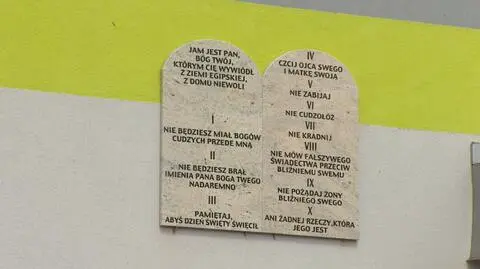 JAM JEST PAN,
BÓG TWÓJ,
KTÓRYM CIĘ WYWIÓDŁ
Z ZIEMI EGIPSKIEJ,
Z DOMU NIEWOLI
I
NIE BĘDZIESZ MIAŁ BOGÓW
CUDZYCH PRZEDE MNĄ
II
NIE BĘDZIESZ BRAŁ
IMIENIA PANA BOGA TWEGO
NADAREMNO
III
PAMIĘTAJ,
ABYŚ DZIEŃ ŚWIĘTY ŚWIĘCIŁ
IV
CZCIJ OJCA SWEGO
I MATKĘ SWOJĄ
V
NIE ZABIJAJ
VI
NIE CUDZOŁÓŻ
VII
NIE KRADNIJ
VIII
NIE MÓW FAŁSZYWEGO
ŚWIADECTWA PRZECIW
BLIŹNIEMU SWEMU
IX
NIE POŻĄDAJ ŻONY
BLIŹNIEGO SWEGO
X
ANI ŻADNEJ RZECZY, KTÓRA
JEGO JEST